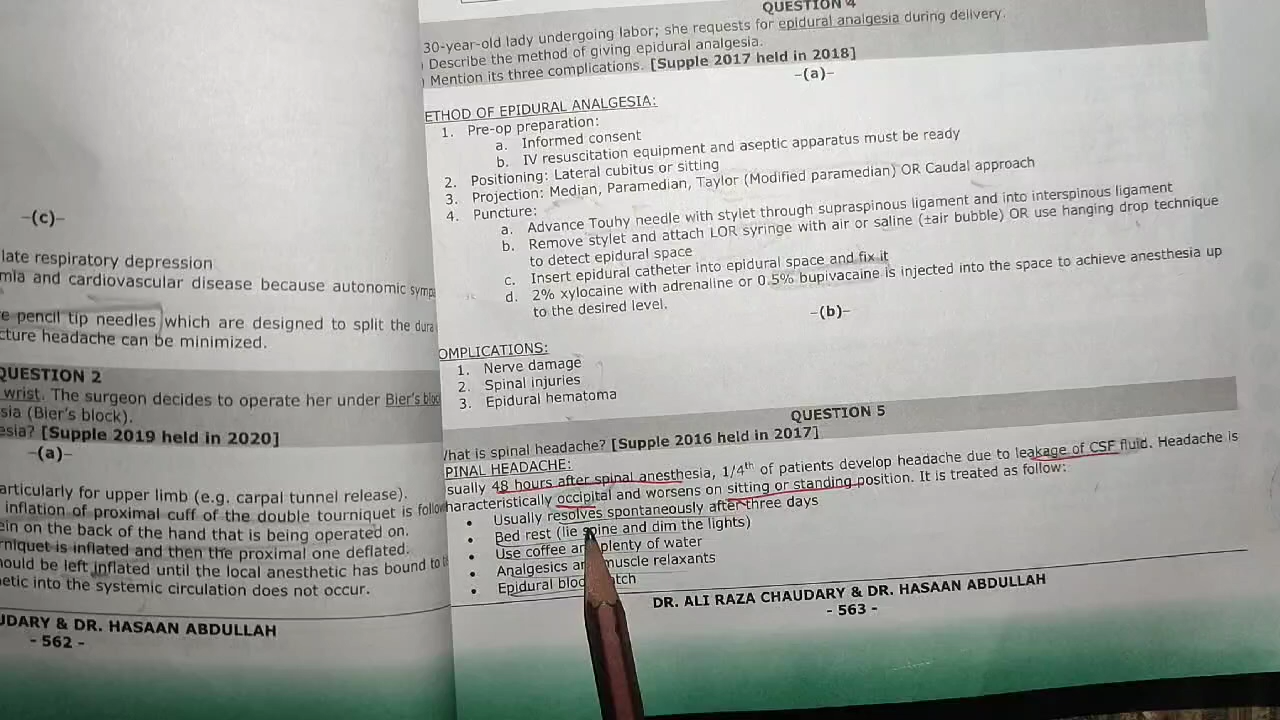 -(c)-
late respiratory depression
mia and cardiovascular disease because autonomic symp
e pencil tip needles which are designed to split the dura
cture headache can be minimized.
QUESTION 2
wrist. The surgeon decides to operate her under Bier's bloc
sia (Bier's block).
esia? [Supple 2019 held in 2020]
-(a)-
articularly for upper limb (e.g. carpal tunnel release).
inflation of proximal cuff of the double tourniquet is follow
ein on the back of the hand that is being operated on.
rniquet is inflated and then the proximal one deflated.
hould be left inflated until the local anesthetic has bound to
etic into the systemic circulation does not occur.
UDARY & DR. HASAAN ABDULLAH
- 562 -
QUESTION 4
30-year-old lady undergoing labor; she requests for epidural analgesia during delivery.
) Describe the method of giving epidural analgesia.
) Mention its three complications. [Supple 2017 held in 2018]
-(a)-
ETHOD OF EPIDURAL ANALGESIA:
1. Pre-op preparation:
a. Informed consent
b. IV resuscitation equipment and aseptic apparatus must be ready
2. Positioning: Lateral cubitus or sitting
3. Projection: Median, Paramedian, Taylor (Modified paramedian) OR Caudal approach
4. Puncture:
a. Advance Touhy needle with stylet through supraspinous ligament and into interspinous ligament
b. Remove stylet and attach LOR syringe with air or saline (±air bubble) OR use hanging drop technique
to detect epidural space
c. Insert epidural catheter into epidural space and fix it
d. 2% xylocaine with adrenaline or 0.5% bupivacaine is injected into the space to achieve anesthesia up
to the desired level.
-(b)-
OMPLICATIONS:
1. Nerve damage
2. Spinal injuries
3. Epidural hematoma
QUESTION 5
hat is spinal headache? [Supple 2016 held in 2017]
PINAL HEADACHE:
sually 48 hours after spinal anesthesia, 1/4th of patients develop headache due to leakage of CSF fluid. Headache is
haracteristically occipital and worsens on sitting or standing position. It is treated as follow:
• Usually resolves spontaneously after three days
• Bed rest (lie spine and dim the lights)
• Use coffee an plenty of water
• Analgesics an muscle relaxants
• Epidural bloo tch
DR. ALI RAZA CHAUDARY & DR. HASAAN ABDULLAH
- 563 -